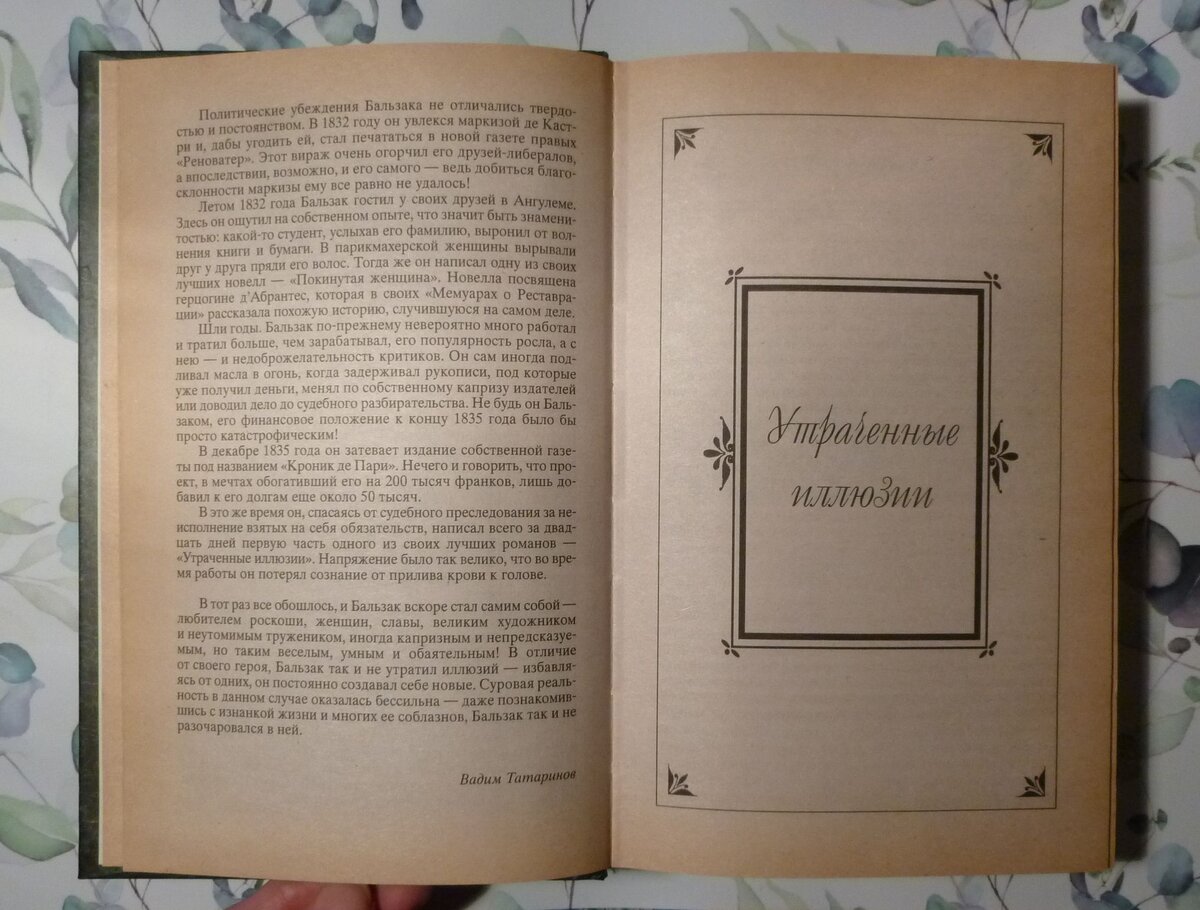 Политические убеждения Бальзака не отличались твердо-
стью и постоянством. В 1832 году он увлекся маркизой де Каст-
ри и, дабы угодить ей, стал печататься в новой газете правых
«Реноватер». Этот вираж очень огорчил его друзей-либералов,
а впоследствии, возможно, и его самого — ведь добиться благо-
склонности маркизы ему все равно не удалось!
Летом 1832 года Бальзак гостил у своих друзей в Ангулеме.
Здесь он ощутил на собственном опыте, что значит быть знамени-
тостью: какой-то студент, услыхав его фамилию, выронил от вол-
нения книги и бумаги. В парикмахерской женщины вырывали
друг у друга пряди его волос. Тогда же он написал одну из своих
лучших новелл — «Покинутая женщина». Новелла посвящена
герцогине д’Абрантес, которая в своих «Мемуарах о Реставра-
ции» рассказала похожую историю, случившуюся на самом деле.
Шли годы. Бальзак по-прежнему невероятно много работал
и тратил больше, чем зарабатывал, его популярность росла, а с
нею — и недоброжелательность критиков. Он сам иногда под-
ливал масла в огонь, когда задерживал рукописи, под которые
уже получил деньги, менял по собственному капризу издателей
или доводил дело до судебного разбирательства. Не будь он Баль-
заком, его финансовое положение к концу 1835 года было бы
просто катастрофическим!
В декабре 1835 года он затевает издание собственной газе-
ты под названием «Кроник де Пари». Нечего и говорить, что про-
ект, в мечтах обогативший его на 200 тысяч франков, лишь до-
бавил к его долгам еще около 50 тысяч.
В это же время он, спасаясь от судебного преследования за не-
исполнение взятых на себя обязательств, написал всего за двад-
цать дней первую часть одного из своих лучших романов —
«Утраченные иллюзии». Напряжение было так велико, что во вре-
мя работы он потерял сознание от прилива крови к голове.
В тот раз все обошлось, и Бальзак вскоре стал самим собой —
любителем роскоши, женщин, славы, великим художником
и неутомимым тружеником, иногда капризным и непредсказуе-
мым, но таким веселым, умным и обаятельным! В отличие
от своего героя, Бальзак так и не утратил иллюзий — избавля-
ясь от одних, он постоянно создавал себе новые. Суровая реаль-
ность в данном случае оказалась бессильна — даже познакомив-
шись с изнанкой жизни и многих ее соблазнов, Бальзак так и не
разочаровался в ней.
Вадим Татаринов
Утраченные
иллюзии